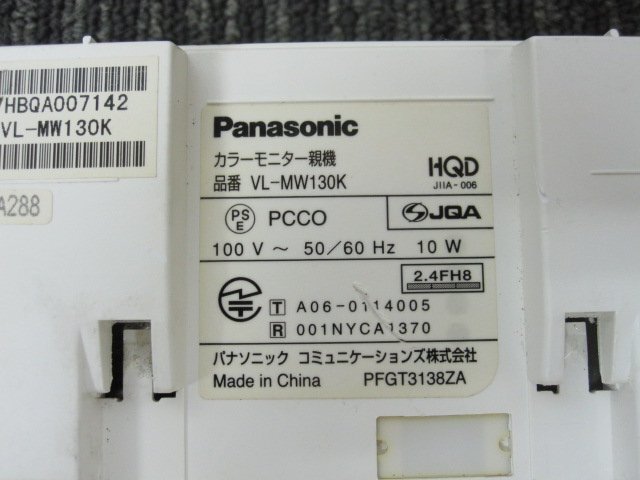 7HBQA007142
VL-MW130K
A288
Panasonic
カラーモニター親機
品番 VL-MW130K
HQD
JIIA-006
PS
E
PCCO
JQA
100 V ~ 50/60 Hz 10 W
2.4FH8
T A06-0114005
R 001NYCA1370
パナソニック コミュニケーションズ株式会社
Made in China PFGT3138ZA